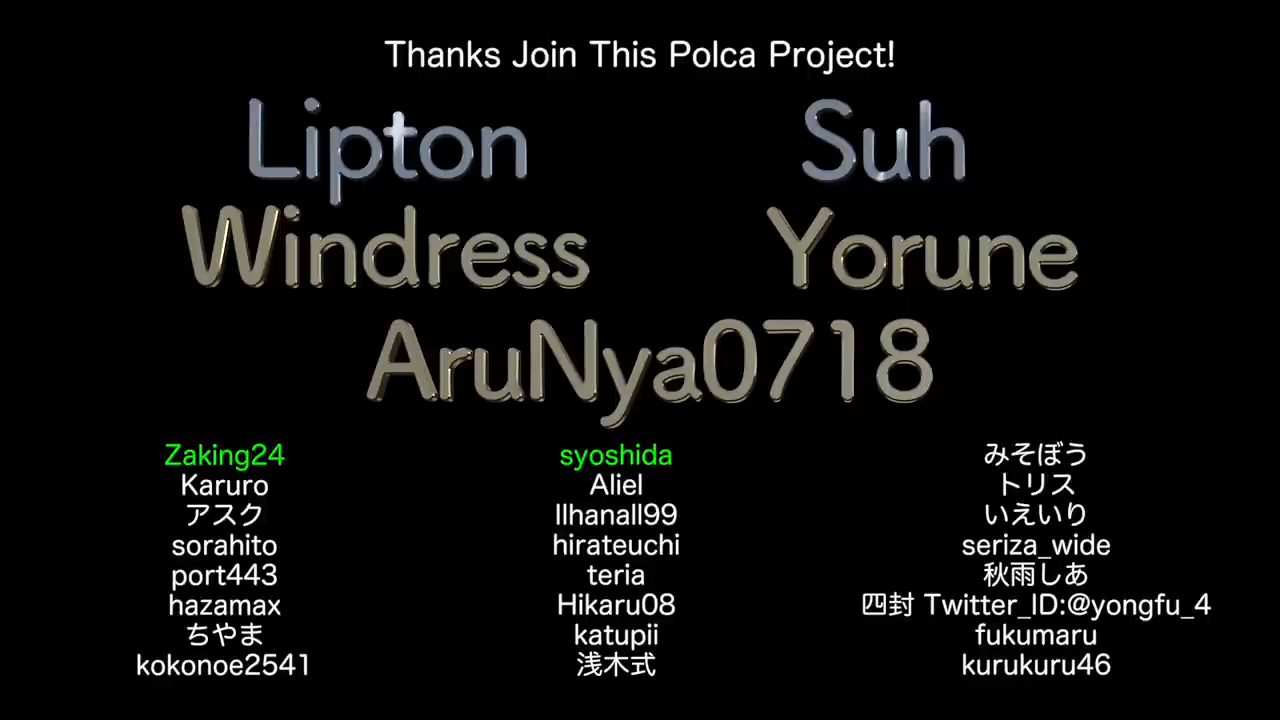 Thanks Join This Polca Project!
Lipton Suh
Windress Yorune
AruNya0718
Zaking24 syoshida みそぼう
Karuro Aliel トリス
アスク Ilhanall99 いえいり
sorahito hirateuchi seriza_wide
port443 teria 秋雨しあ
hazamax Hikaru08 四封 Twitter_ID:@yongfu_4
ちやま katupii fukumaru
kokonoe2541 浅木式 kurukuru46